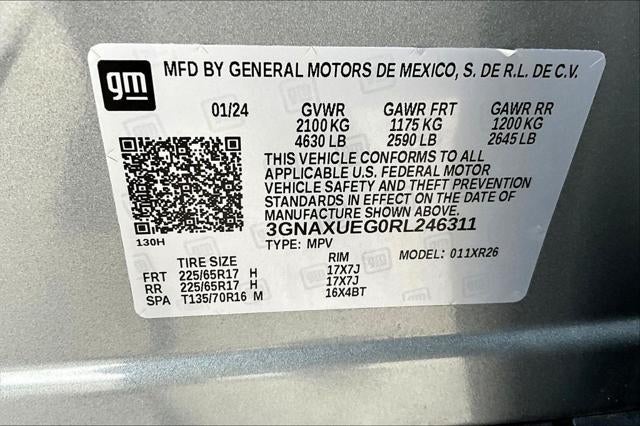 gm
MFD BY GENERAL MOTORS DE MEXICO, S. DE R.L. DE C.V.
01/24 GVWR GAWR FRT GAWR RR
2100 KG 1175 KG 1200 KG
4630 LB 2590 LB 2645 LB
THIS VEHICLE CONFORMS TO ALL
APPLICABLE U.S. FEDERAL MOTOR
VEHICLE SAFETY AND THEFT PREVENTION
STANDARDS IN EFFECT ON THE DATE OF
MANUFACTURE SHOWN ABOVE.
3GNAXUEG0RL246311
130H
TYPE: MPV MODEL: 011XR26
TIRE SIZE RIM
FRT 225/65R17 H 17X7J
RR 225/65R17 H 17X7J
SPA T135/70R16 M 16X4BT